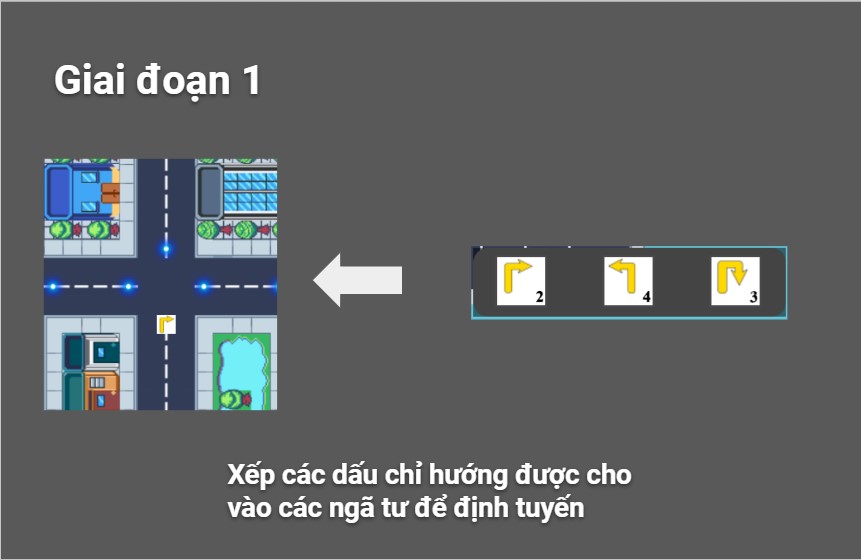 Giai đoạn 1
2
4
3
Xếp các dấu chỉ hướng được cho
vào các ngã tư để định tuyến